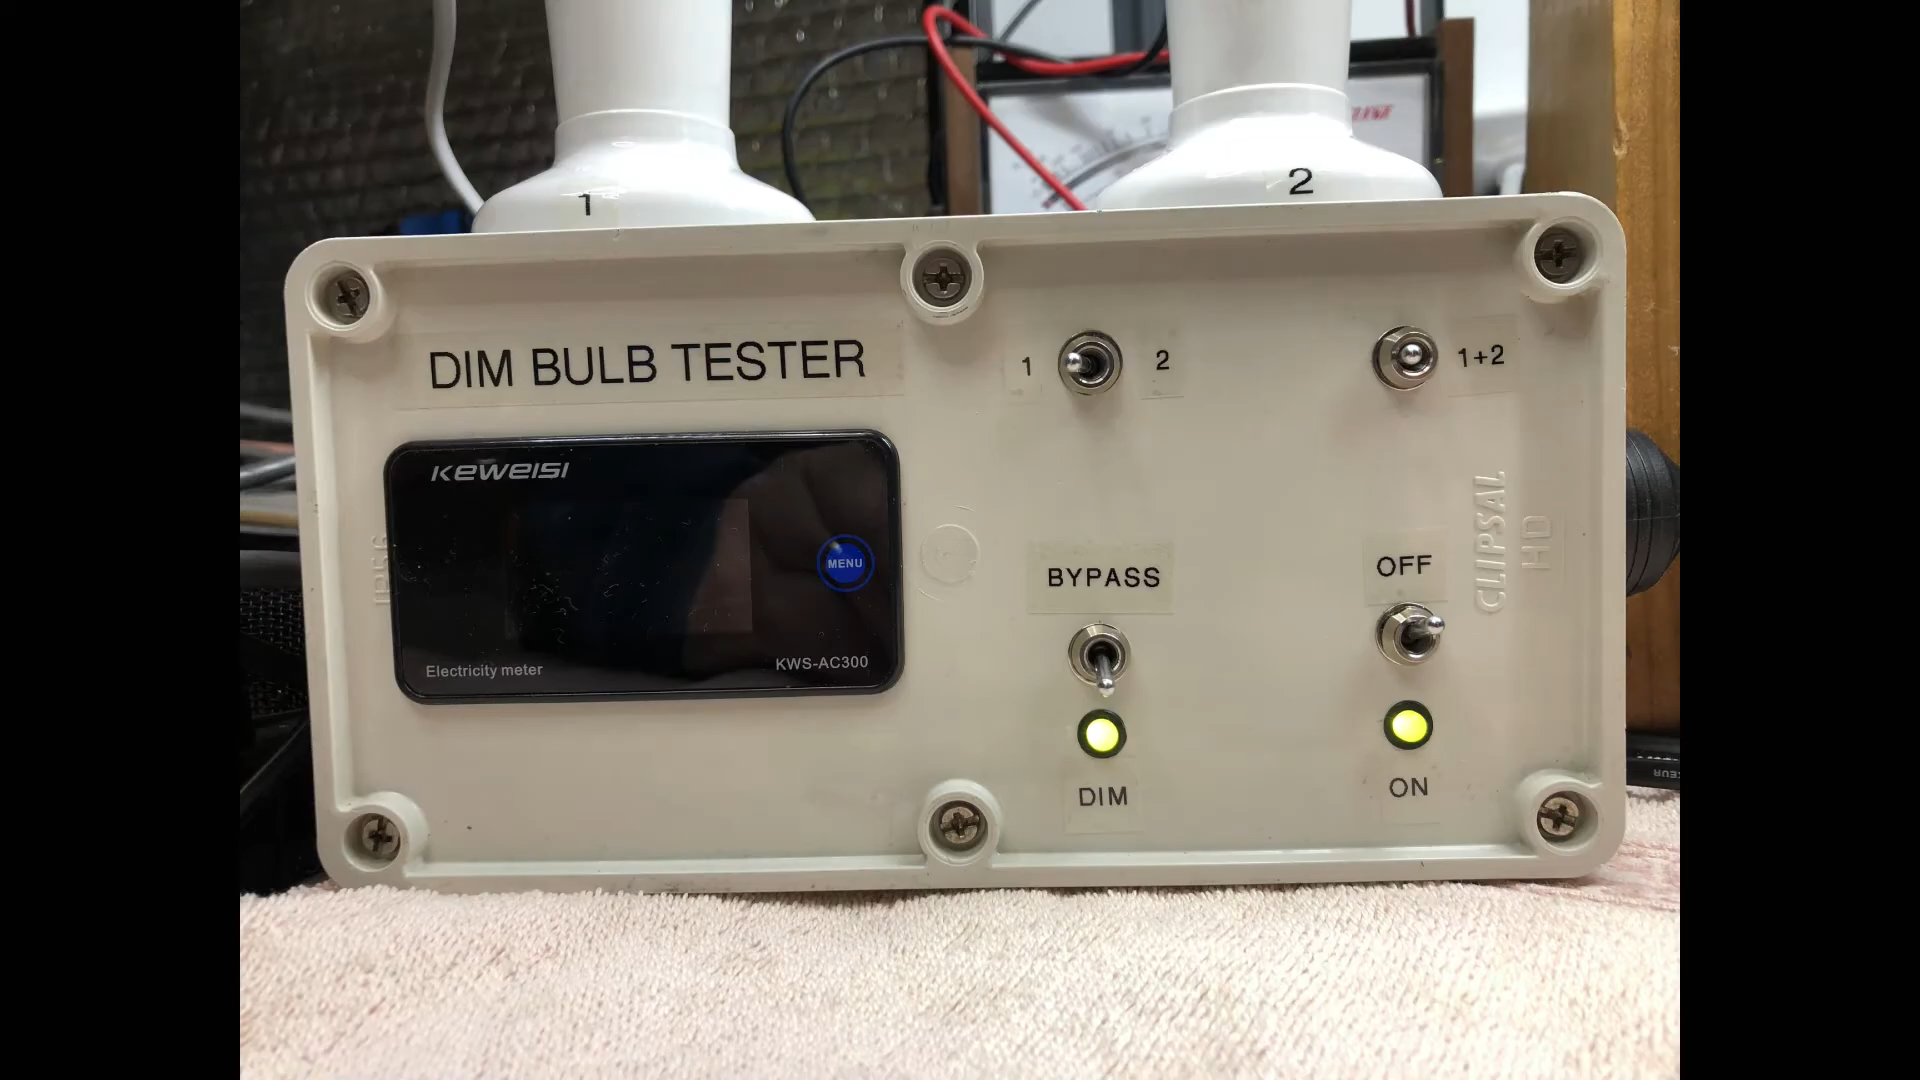 1
2
DIM BULB TESTER
1
2
1+2
KEWEISI
MENU
Electricity meter
KWS-AC300
BYPASS
DIM
OFF
ON
CLIPSAL
HD
IP56